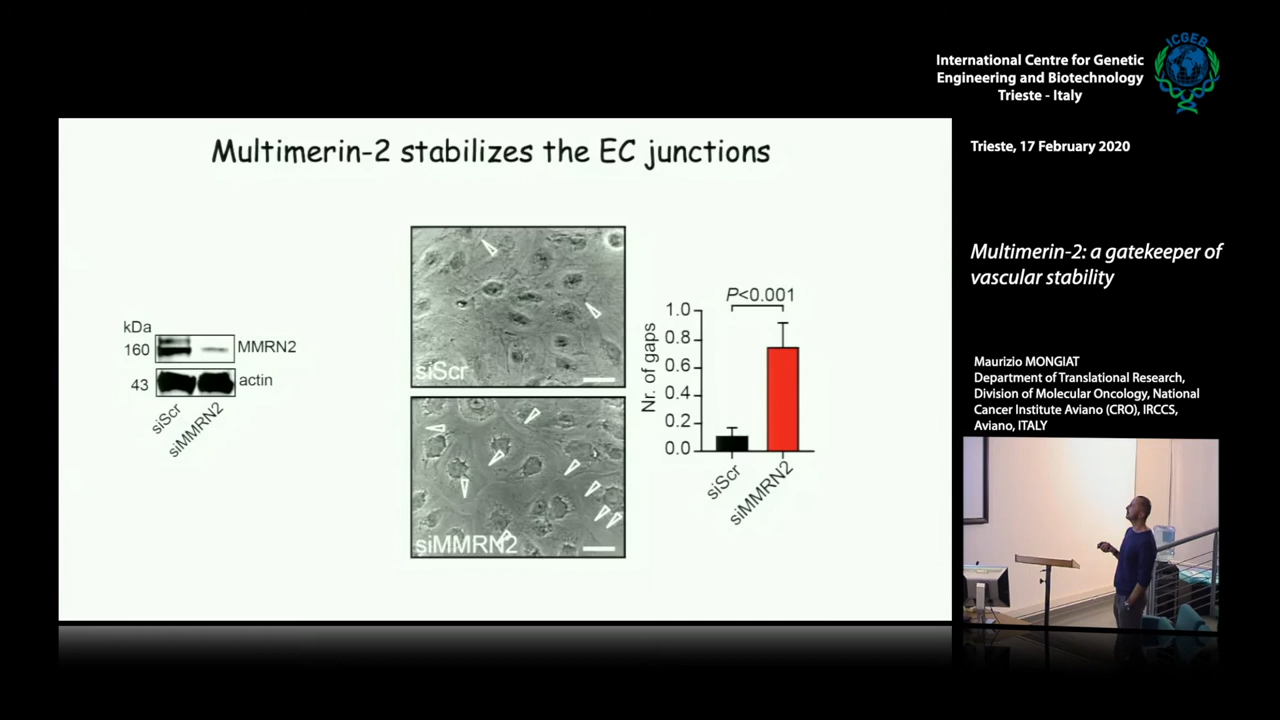 International Centre for Genetic
Engineering and Biotechnology
Trieste - Italy
ICGEB
Trieste, 17 February 2020
Multimerin-2: a gatekeeper of
vascular stability
Maurizio MONGIAT
Department of Translational Research,
Division of Molecular Oncology, National
Cancer Institute Aviano (CRO), IRCCS,
Aviano, ITALY
Multimerin-2 stabilizes the EC junctions
kDa
160
MMRN2
43
actin
siScr
siMMRN2
siScr
siMMRN2
P<0.001
Nr. of gaps
1.0
0.8
0.6
0.4
0.2
0.0
siScr
siMMRN2